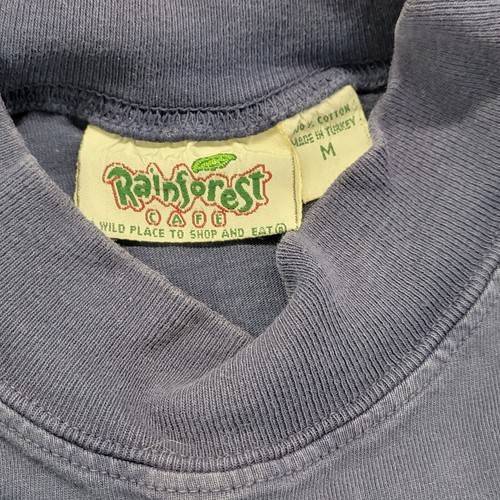 Rainforest
CAFE
WILD PLACE TO SHOP AND EAT®
% COTTON
MADE IN TURKEY
M